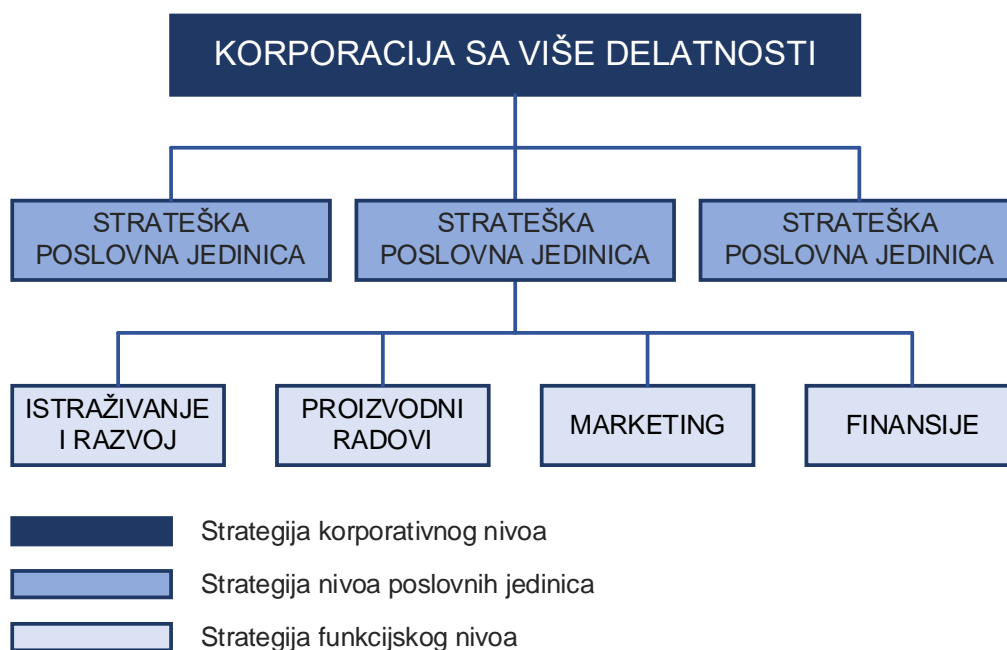 KORPORACIJA SA VIŠE DELATNOSTI
STRATEŠKA
POSLOVNA JEDINICA
STRATEŠKA
POSLOVNA JEDINICA
STRATEŠKA
POSLOVNA JEDINICA
ISTRAŽIVANJE
I RAZVOJ
PROIZVODNI
RADOVI
MARKETING
FINANSIJE
Strategija korporativnog nivoa
Strategija nivoa poslovnih jedinica
Strategija funkcijskog nivoa